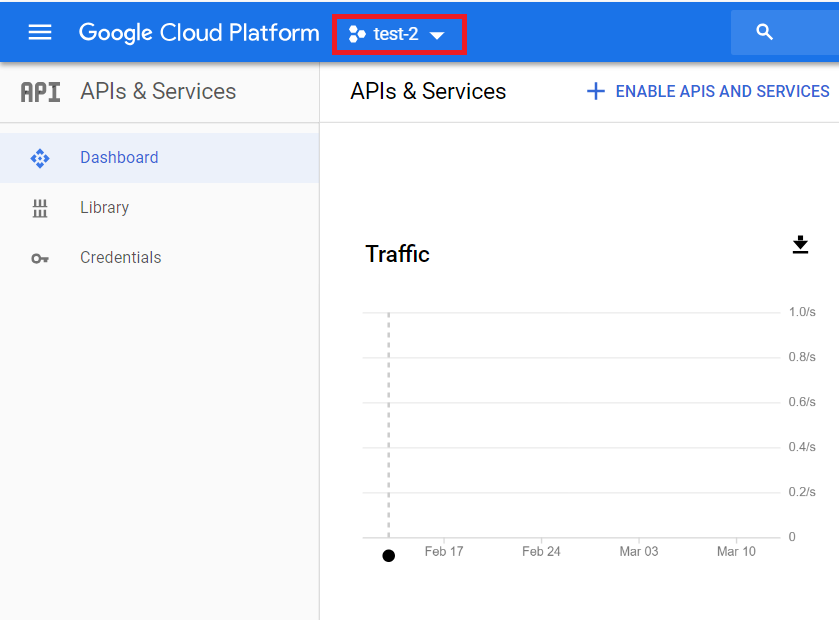 Google Cloud Platform test-2
API APIs & Services
APIs & Services + ENABLE APIS AND SERVICES
Dashboard
Library
Credentials
Traffic
1.0/s
0.8/s
0.6/s
0.4/s
0.2/s
0
Feb 17 Feb 24 Mar 03 Mar 10